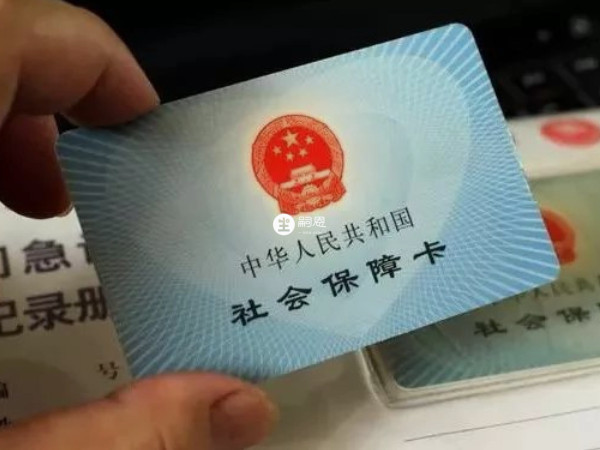 中华人民共和国
社会保障卡
急
记录册
编
号
华人民共
社会保障